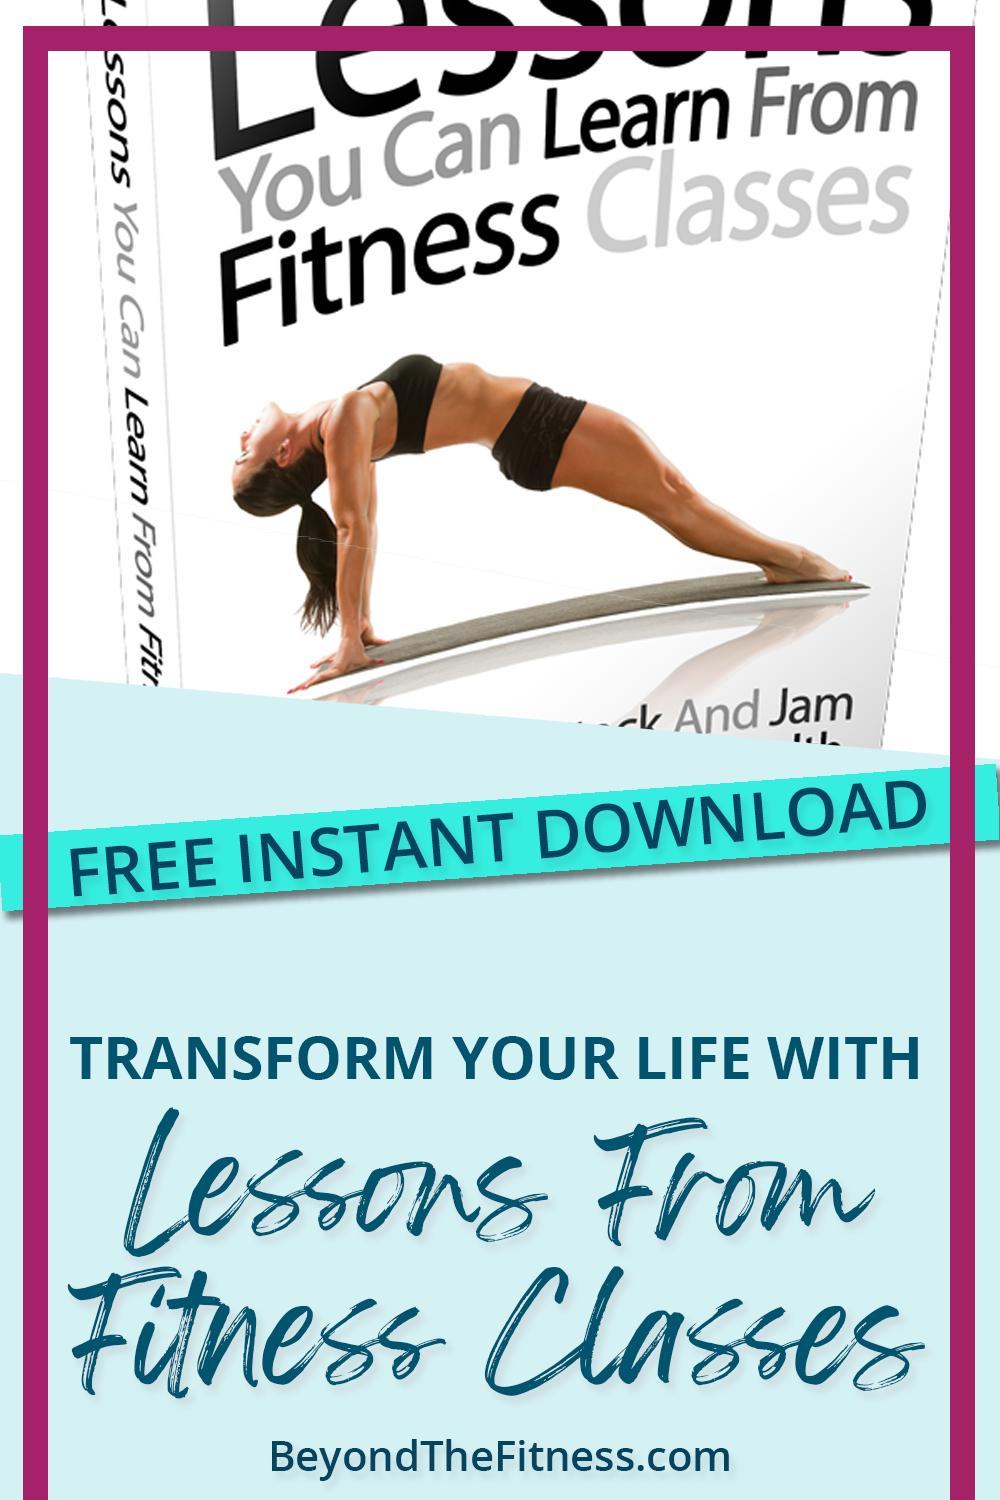 Lessons
You Can Learn From
Fitness Classes
Lessons You Can Learn From
And Jam
FREE INSTANT DOWNLOAD
TRANSFORM YOUR LIFE WITH
Lessons From
Fitness Classes
BeyondTheFitness.com